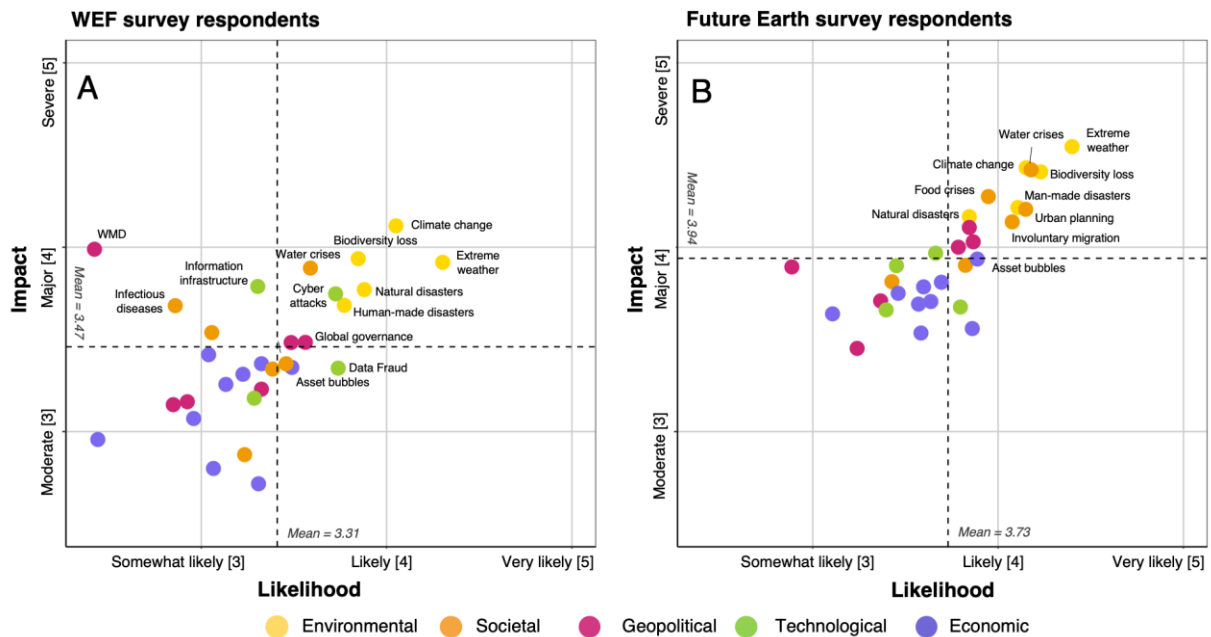 WEF survey respondents
A
Impact
Severe [5]
Major [4]
Moderate [3]
Mean = 3.47
WMD
Climate change
Biodiversity loss
Water crises
Extreme
weather
Information
infrastructure
Cyber
attacks
Natural disasters
Infectious
diseases
Human-made disasters
Global governance
Data Fraud
Asset bubbles
Mean = 3.31
Somewhat likely [3]
Likely [4]
Very likely [5]
Likelihood
Future Earth survey respondents
B
Impact
Severe [5]
Major [4]
Moderate [3]
Mean = 3.94
Water crises
Extreme
weather
Climate change
Biodiversity loss
Food crises
Man-made disasters
Natural disasters
Urban planning
Involuntary migration
Asset bubbles
Mean = 3.73
Somewhat likely [3]
Likely [4]
Very likely [5]
Likelihood
Environmental
Societal
Geopolitical
Technological
Economic